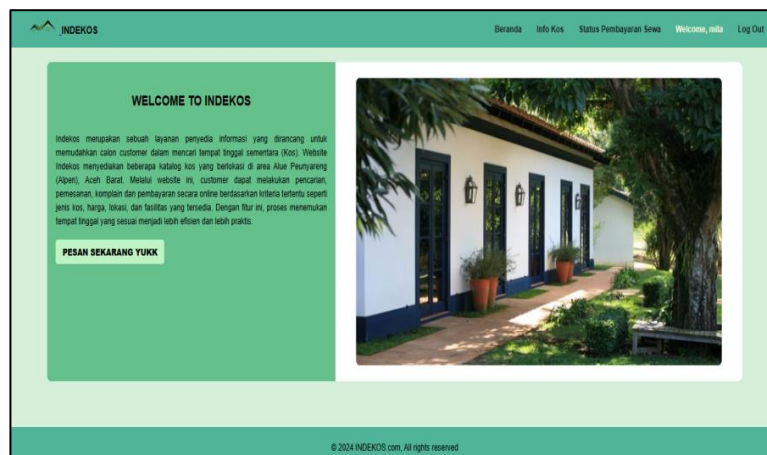 INDEKOS
Beranda Info Kos Status Pembayaran Sewa Welcome, mita Log Out
WELCOME TO INDEKOS
Indekos merupakan sebuah layanan penyedia informasi yang dirancang untuk
memudahkan calon customer dalam mencari tempat tinggal sementara (Kos). Website
Indekos menyediakan beberapa katalog kos yang berlokasi di area Alue Peunyareng
(Alpen), Aceh Barat. Melalui website ini, customer dapat melakukan pencarian,
pemesanan, komplain dan pembayaran secara online berdasarkan kriteria tertentu seperti
jenis kos, harga, lokasi, dan fasilitas yang tersedia. Dengan fitur ini, proses menemukan
tempat tinggal yang sesuai menjadi lebih efisien dan lebih praktis.
PESAN SEKARANG YUKK
© 2024 INDEKOS.com, All rights reserved